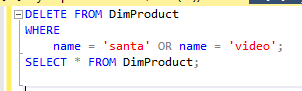 DELETE FROM DimProduct
WHERE
name = 'santa' OR name = 'video';
SELECT * FROM DimProduct;